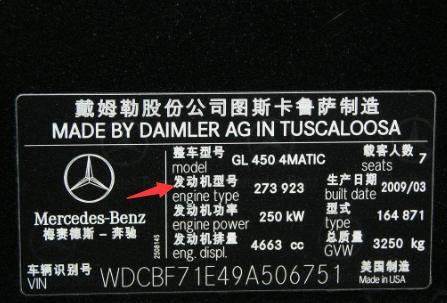 戴姆勒股份公司图斯卡鲁萨制造
MADE BY DAIMLER AG IN TUSCALOOSA
整车型号 GL 450 4MATIC 载客人数 7
model seats
发动机型号 273 923 生产日期 2009/03
engine type built date
发动机功率 250 kW 型式 164 871
engine power type
发动机排量 4663 cc 总质量 3250 kg
eng. displ. GVW
Mercedes-Benz
梅赛德斯-奔驰
车辆识别号 WDCBF71E49A506751 美国制造
VIN Made in USA